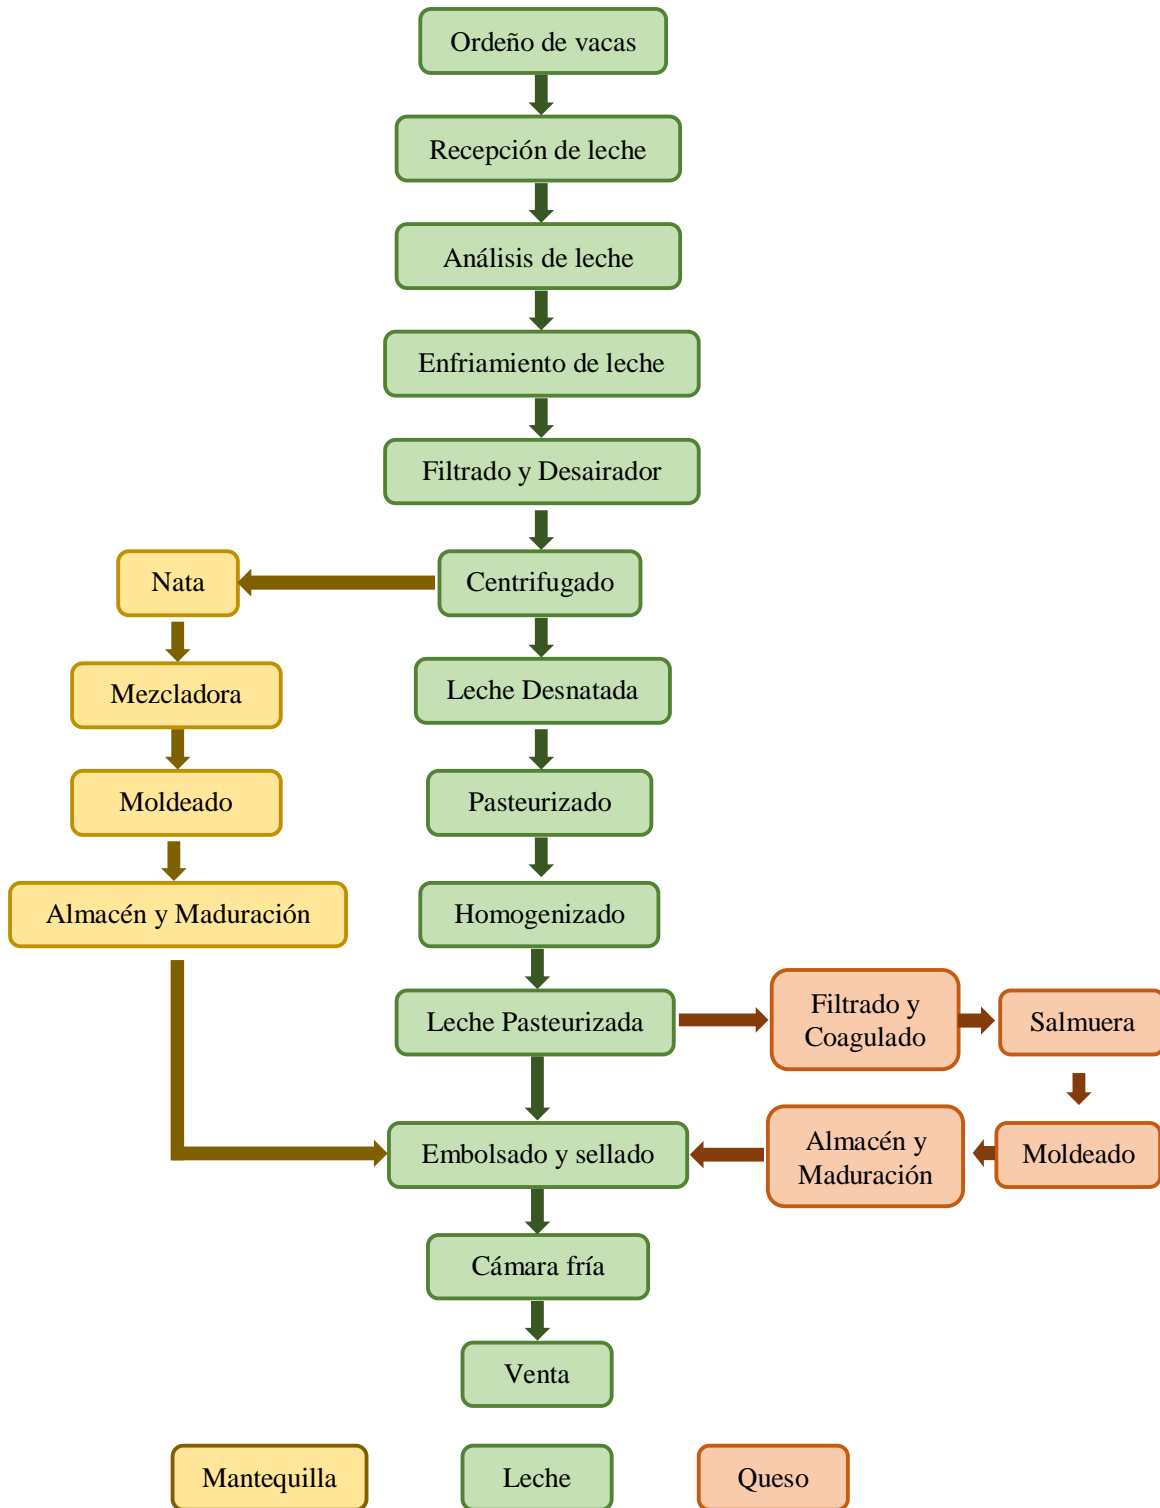 Ordeño de vacas
Recepción de leche
Análisis de leche
Enfriamiento de leche
Filtrado y Desairador
Nata
Centrifugado
Mezcladora
Leche Desnatada
Moldeado
Pasteurizado
Almacén y Maduración
Homogenizado
Leche Pasteurizada
Filtrado y
Coagulado
Salmuera
Embolsado y sellado
Almacén y
Maduración
Moldeado
Cámara fría
Venta
Mantequilla
Leche
Queso